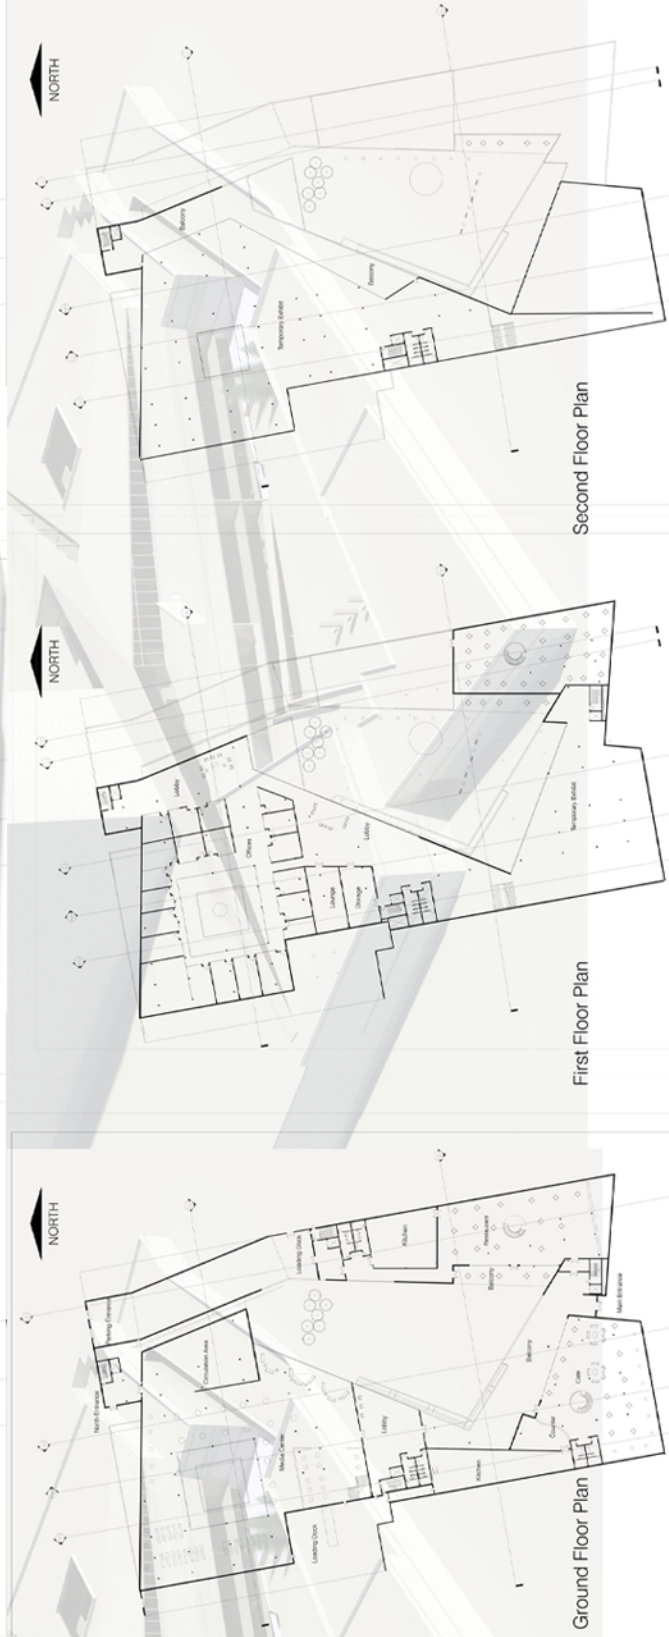 NORTH
Balcony
Balcony
Temporary Exhibit
Second Floor Plan
NORTH
Lobby
Offices
Lobby
Lounge
Storage
Temporary Exhibit
First Floor Plan
NORTH
Parking Entrance
North Entrance
Circulation Area
Loading Dock
Kitchen
Restaurant
Balcony
Main Entrance
Balcony
Cafe
Media Center
Lobby
Counter
Kitchen
Loading Dock
Ground Floor Plan